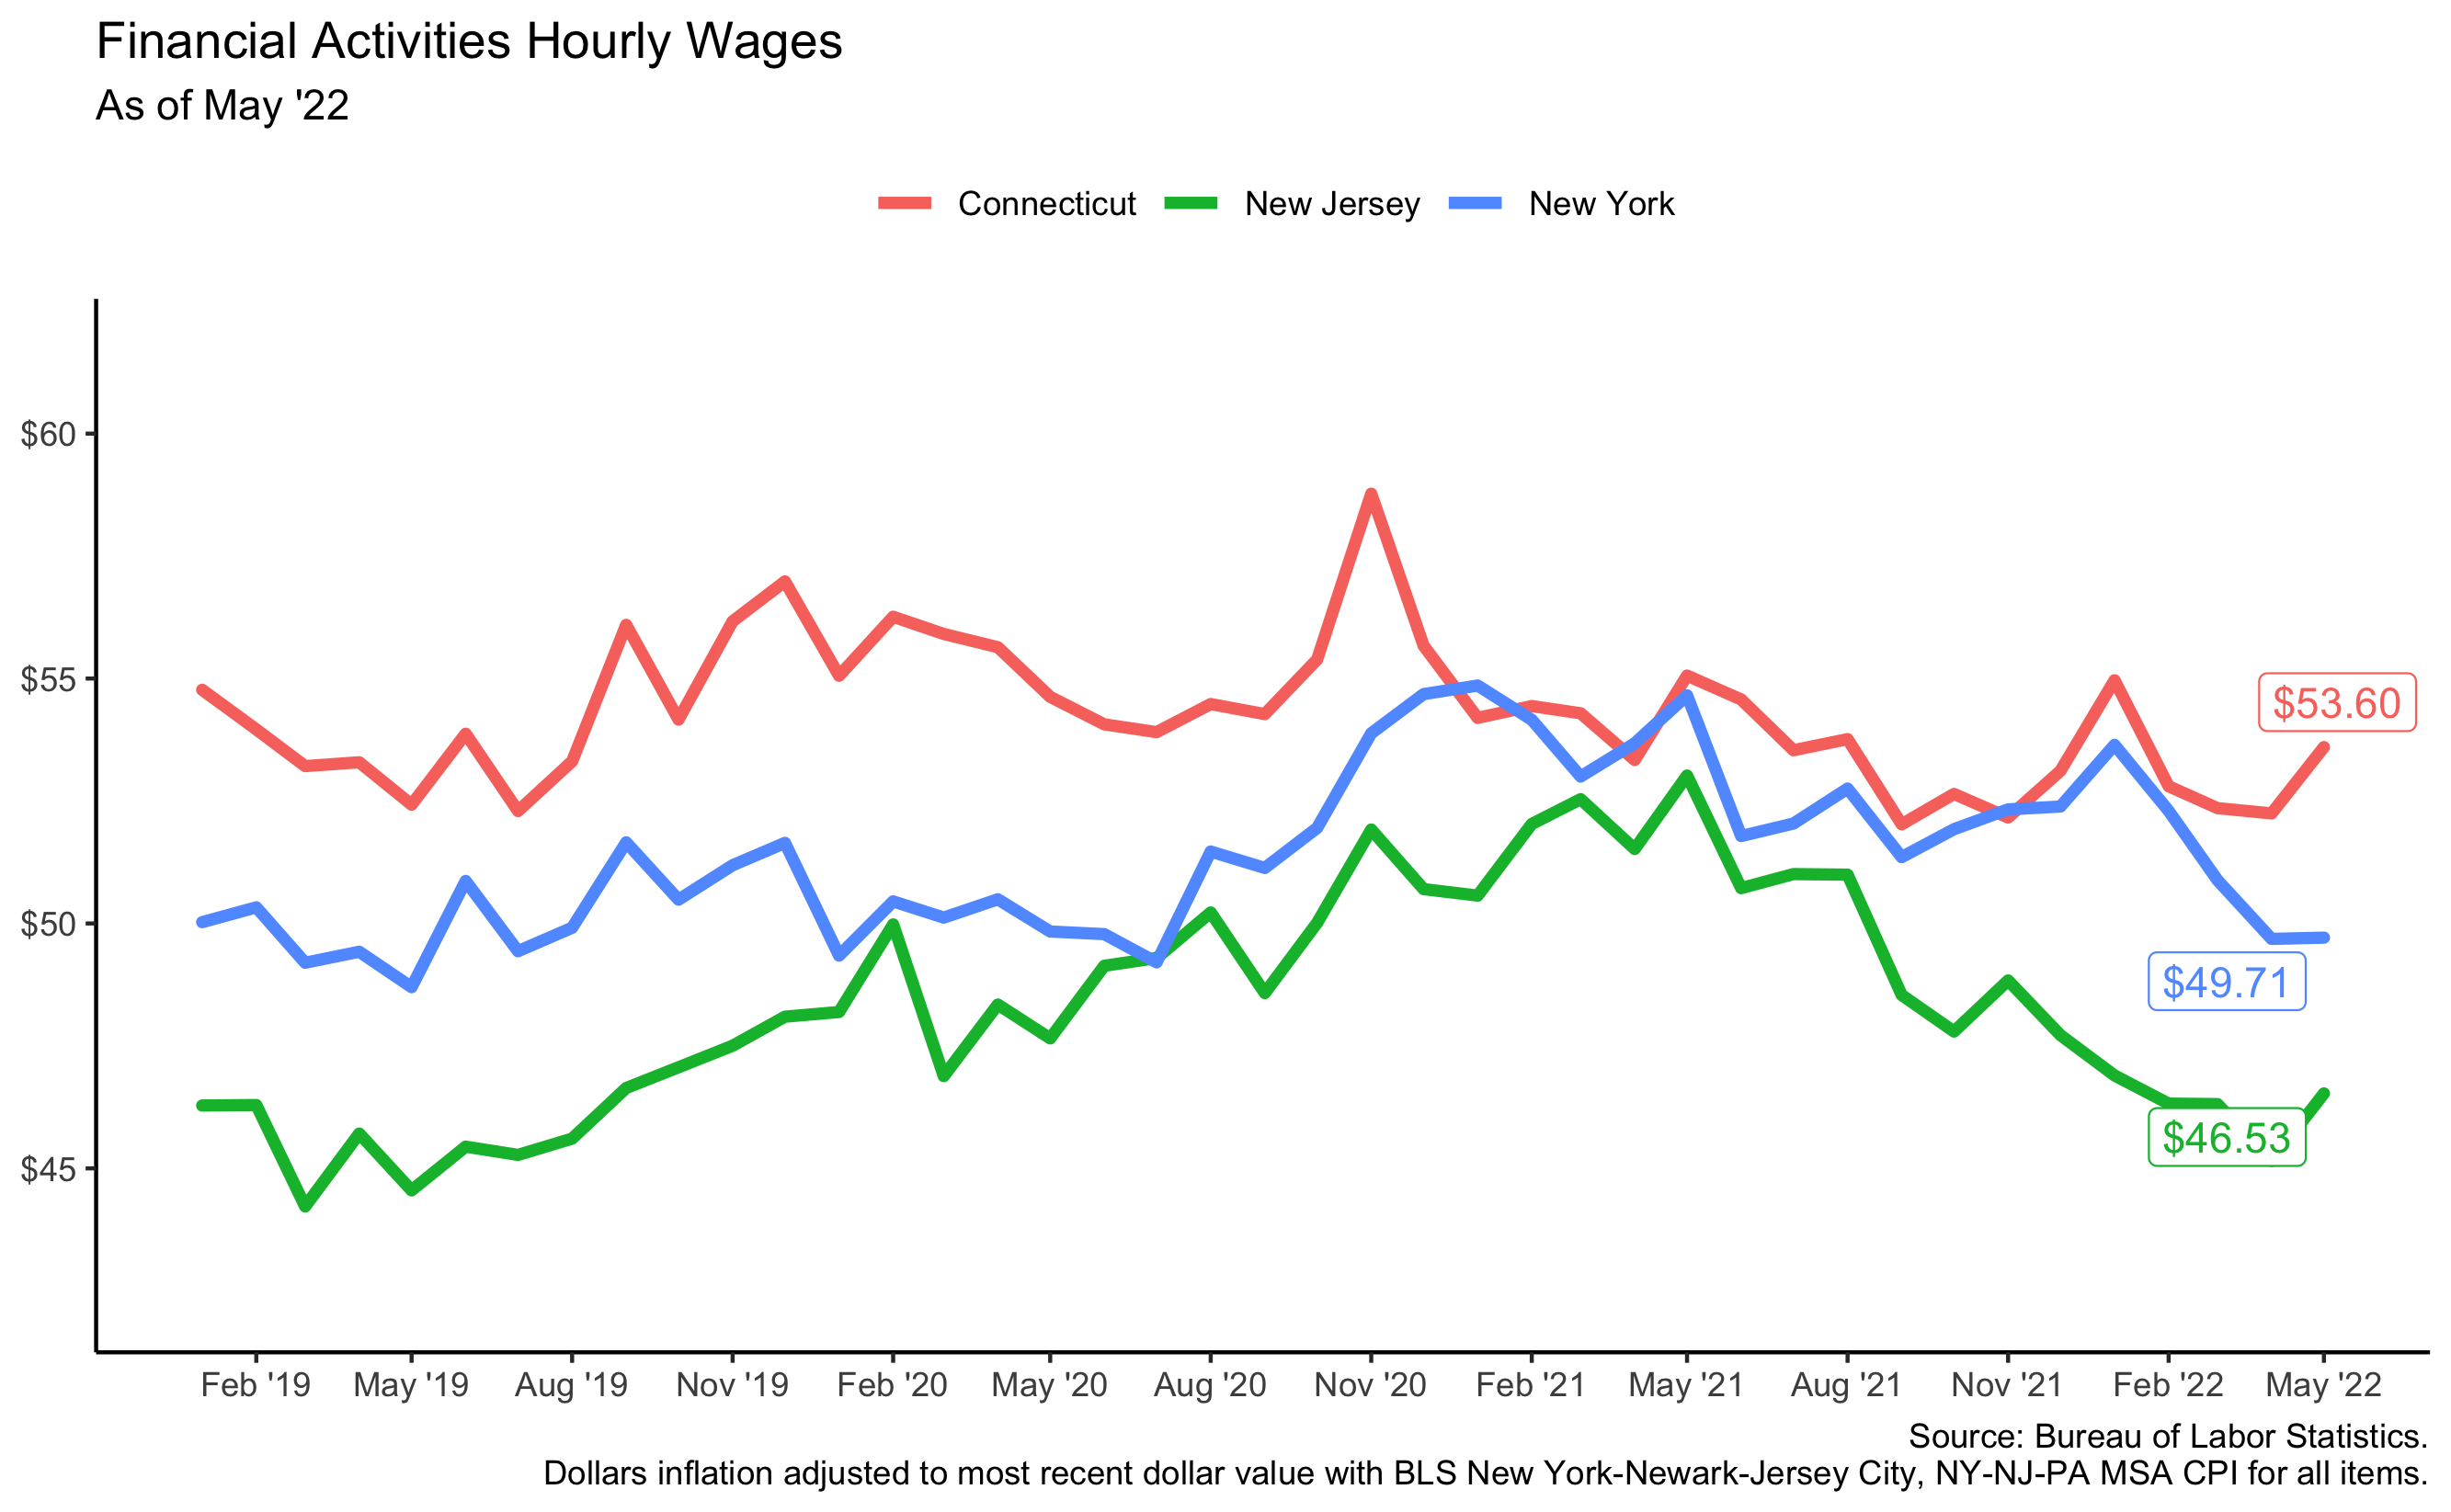 Financial Activities Hourly Wages
As of May '22
Connecticut New Jersey New York
$60
$55
$50
$45
$53.60
$49.71
$46.53
Feb '19 May '19 Aug '19 Nov '19 Feb '20 May '20 Aug '20 Nov '20 Feb '21 May '21 Aug '21 Nov '21 Feb '22 May '22
Source: Bureau of Labor Statistics.
Dollars inflation adjusted to most recent dollar value with BLS New York-Newark-Jersey City, NY-NJ-PA MSA CPI for all items.